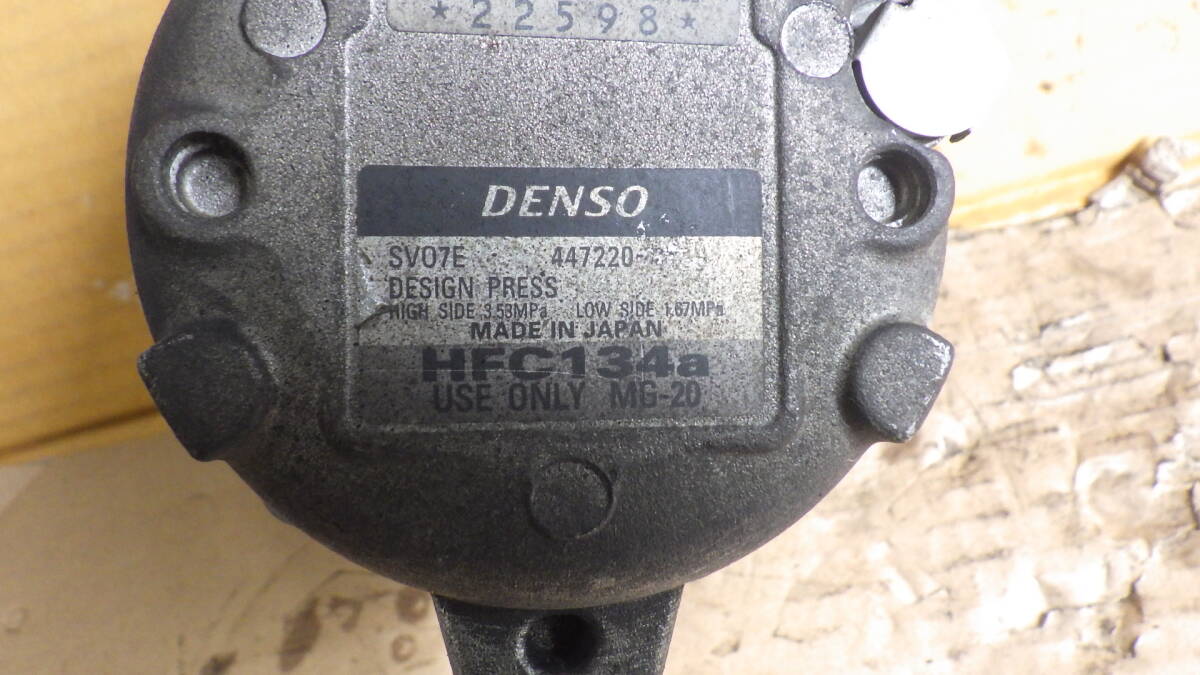 *22598*
DENSO
SV07E 447220-
DESIGN PRESS
HIGH SIDE 3.53MPa LOW SIDE 1.67MPa
MADE IN JAPAN
HFC134a
USE ONLY MG-20